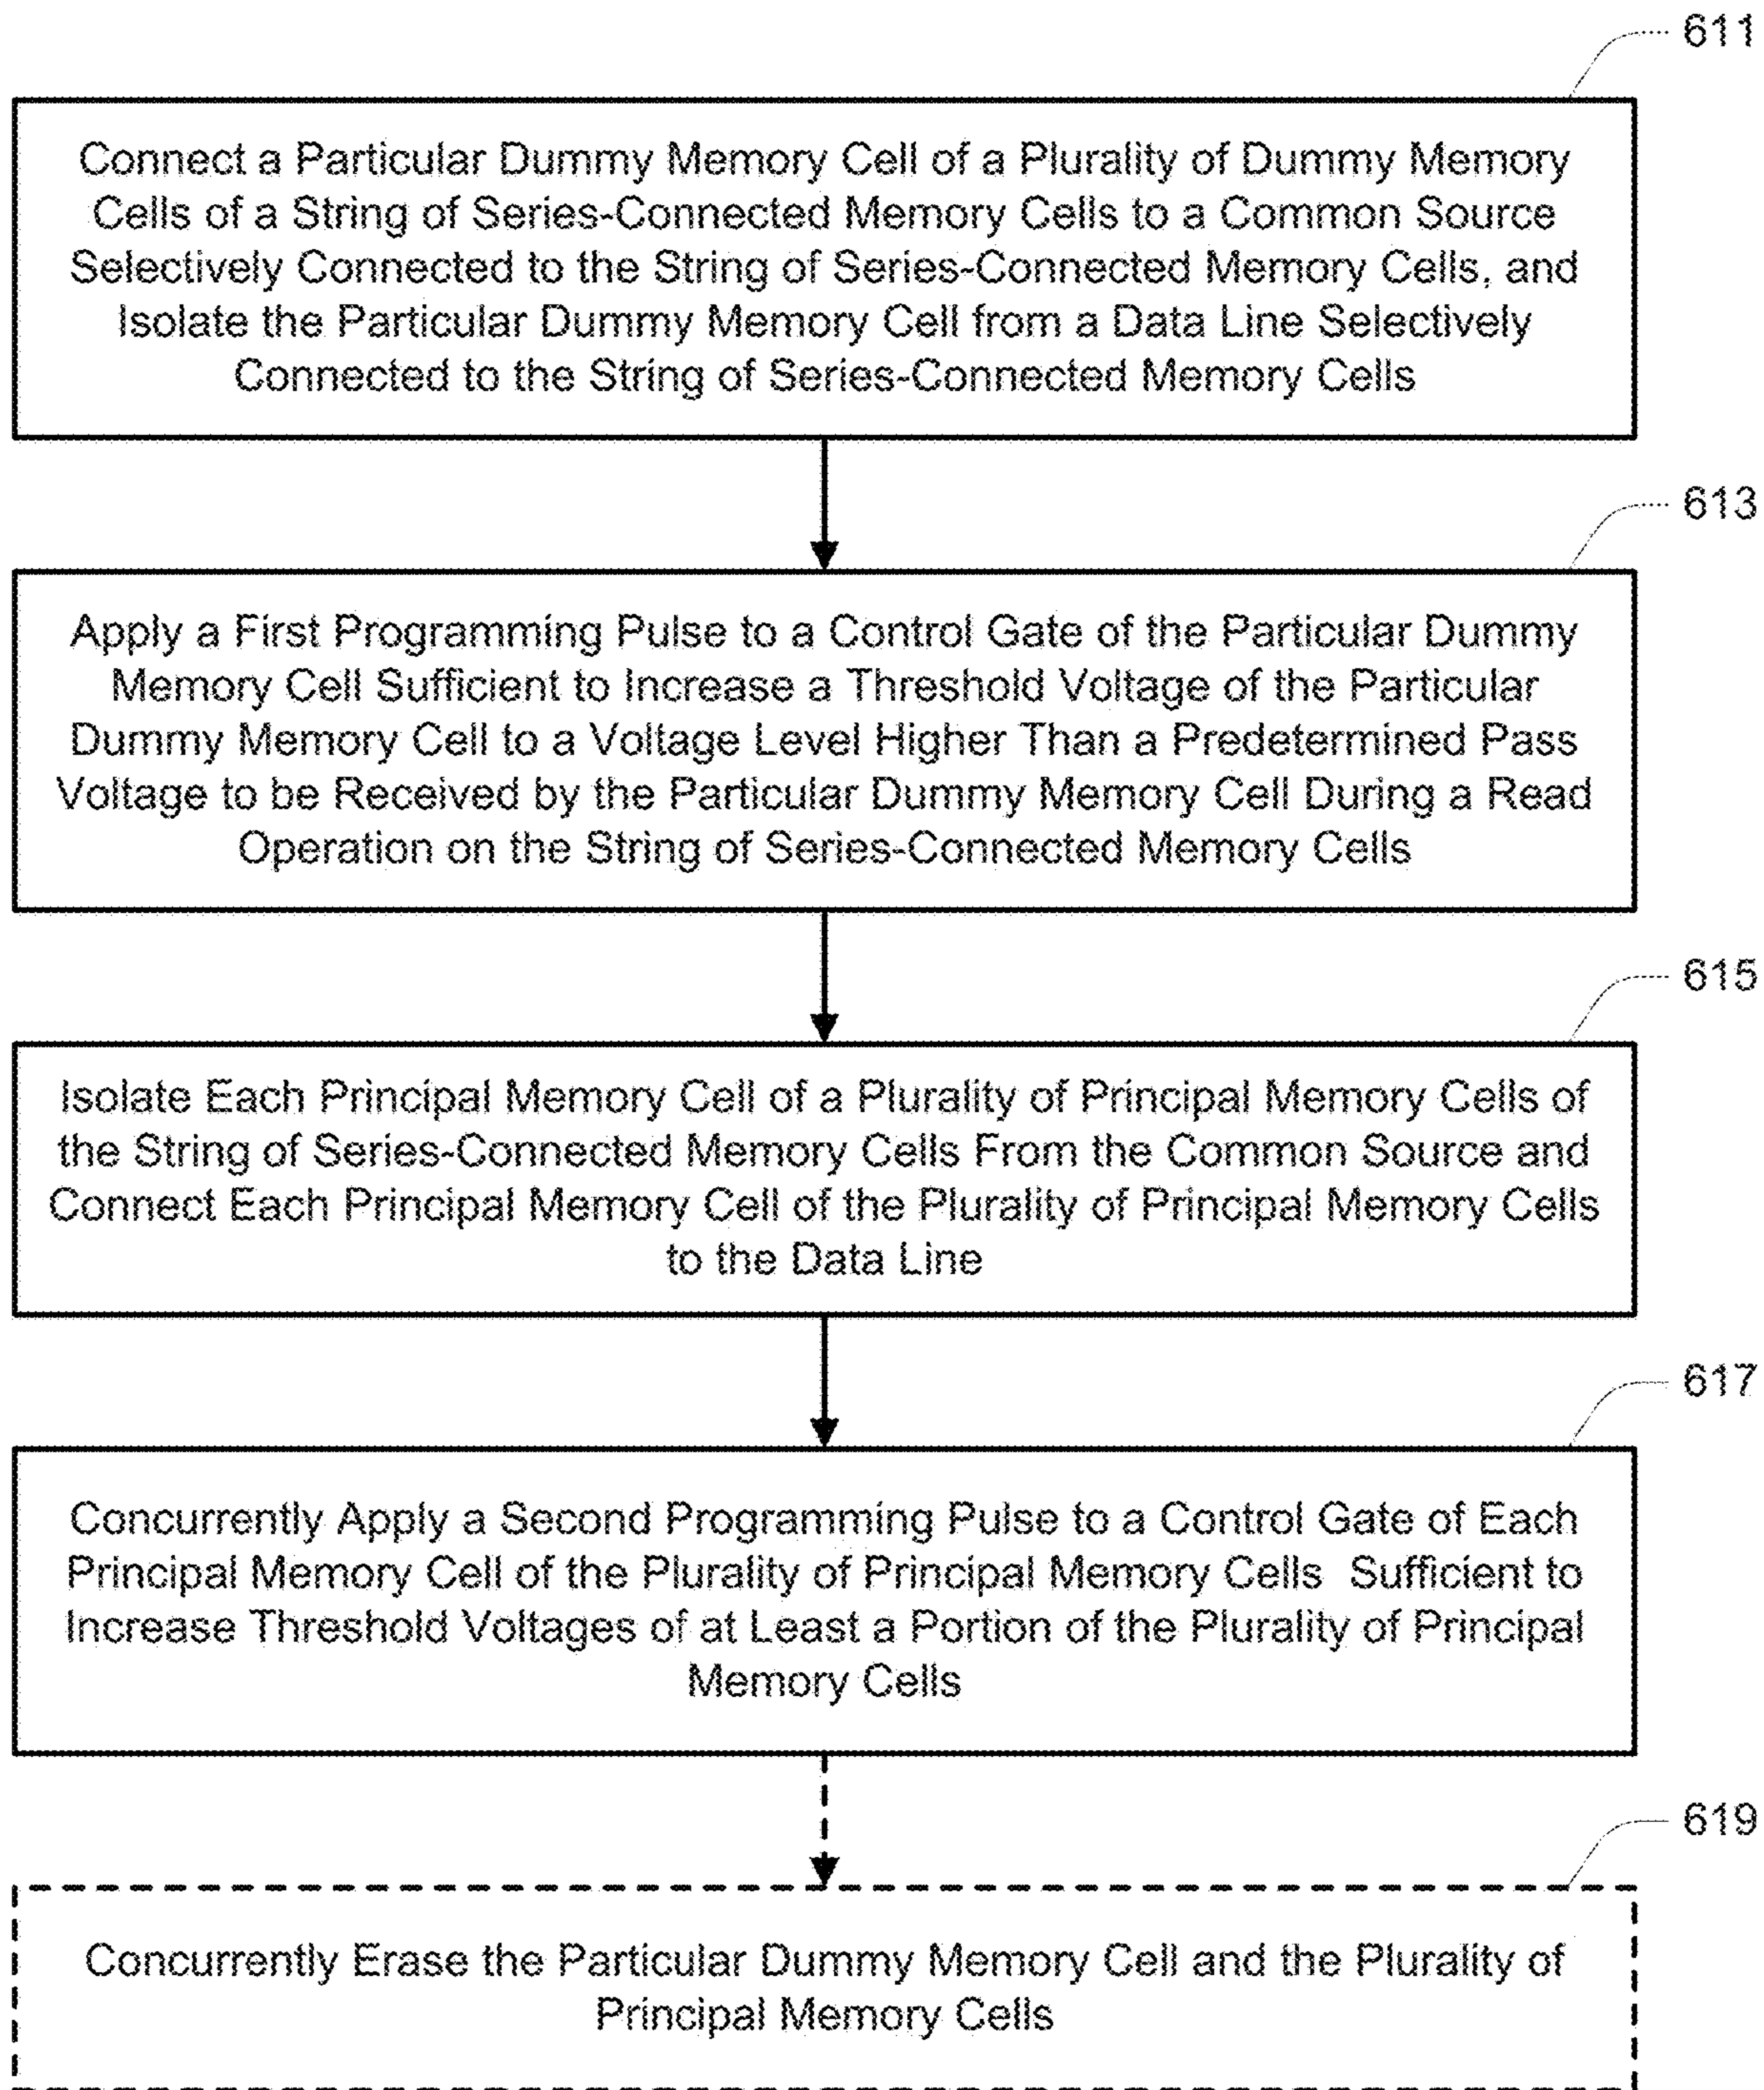 611
Connect a Particular Dummy Memory Cell of a Plurality of Dummy Memory
Cells of a String of Series-Connected Memory Cells to a Common Source
Selectively Connected to the String of Series-Connected Memory Cells, and
Isolate the Particular Dummy Memory Cell from a Data Line Selectively
Connected to the String of Series-Connected Memory Cells
613
Apply a First Programming Pulse to a Control Gate of the Particular Dummy
Memory Cell Sufficient to Increase a Threshold Voltage of the Particular
Dummy Memory Cell to a Voltage Level Higher Than a Predetermined Pass
Voltage to be Received by the Particular Dummy Memory Cell During a Read
Operation on the String of Series-Connected Memory Cells
615
Isolate Each Principal Memory Cell of a Plurality of Principal Memory Cells of
the String of Series-Connected Memory Cells From the Common Source and
Connect Each Principal Memory Cell of the Plurality of Principal Memory Cells
to the Data Line
617
Concurrently Apply a Second Programming Pulse to a Control Gate of Each
Principal Memory Cell of the Plurality of Principal Memory Cells Sufficient to
Increase Threshold Voltages of at Least a Portion of the Plurality of Principal
Memory Cells
619
Concurrently Erase the Particular Dummy Memory Cell and the Plurality of
Principal Memory Cells